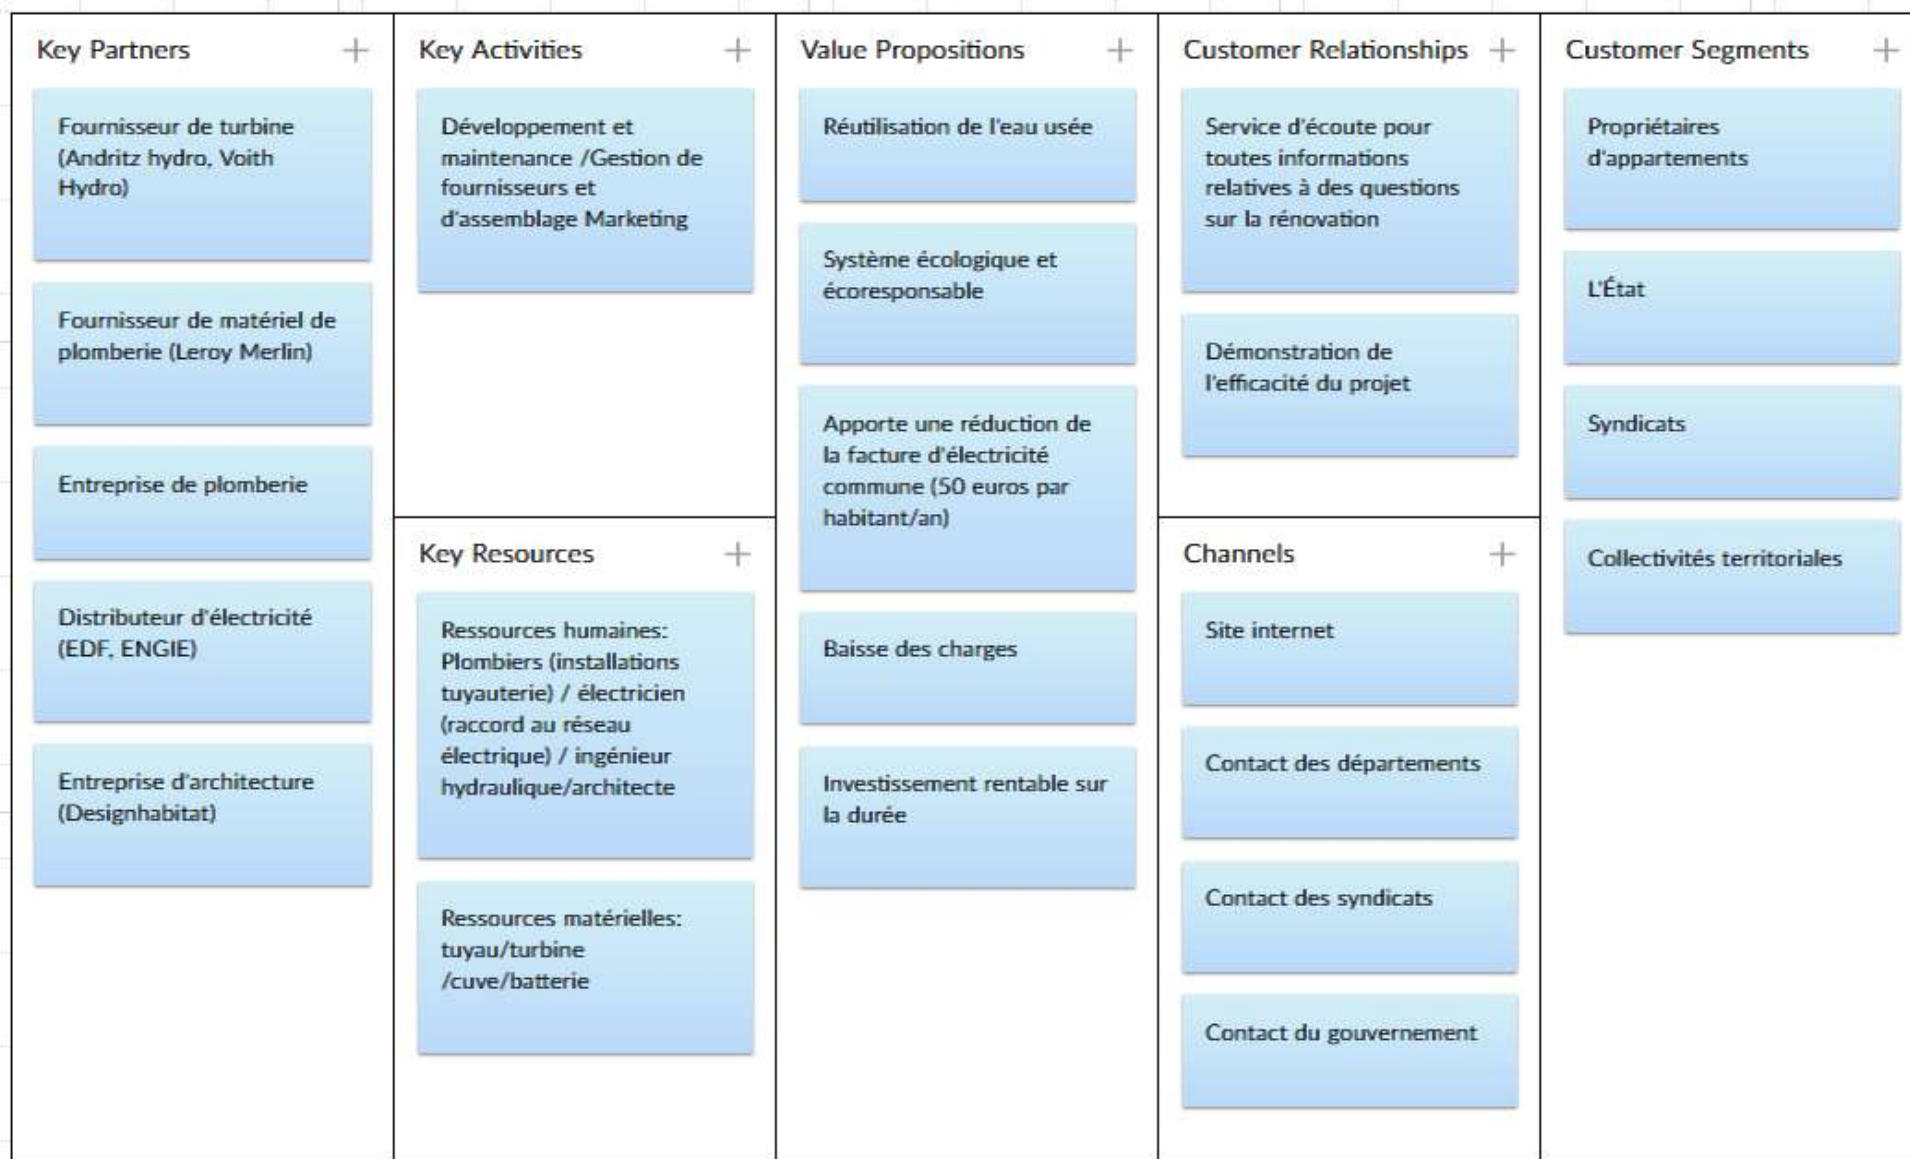 Key Partners +
Fournisseur de turbine
(Andritz hydro, Voith
Hydro)
Fournisseur de matériel de
plomberie (Leroy Merlin)
Entreprise de plomberie
Distributeur d'électricité
(EDF, ENGIE)
Entreprise d'architecture
(Designhabitat)
Key Activities +
Développement et
maintenance /Gestion de
fournisseurs et
d'assemblage Marketing
Key Resources +
Ressources humaines:
Plombiers (installations
tuyauterie) / électricien
(raccord au réseau
électrique) / ingénieur
hydraulique/architecte
Ressources matérielles:
tuyau/turbine
/cuve/batterie
Value Propositions +
Réutilisation de l'eau usée
Système écologique et
écoresponsable
Apporte une réduction de
la facture d'électricité
commune (50 euros par
habitant/an)
Baisse des charges
Investissement rentable sur
la durée
Customer Relationships +
Service d'écoute pour
toutes informations
relatives à des questions
sur la rénovation
Démonstration de
l'efficacité du projet
Channels +
Site internet
Contact des départements
Contact des syndicats
Contact du gouvernement
Customer Segments +
Propriétaires
d'appartements
L'État
Syndicats
Collectivités territoriales